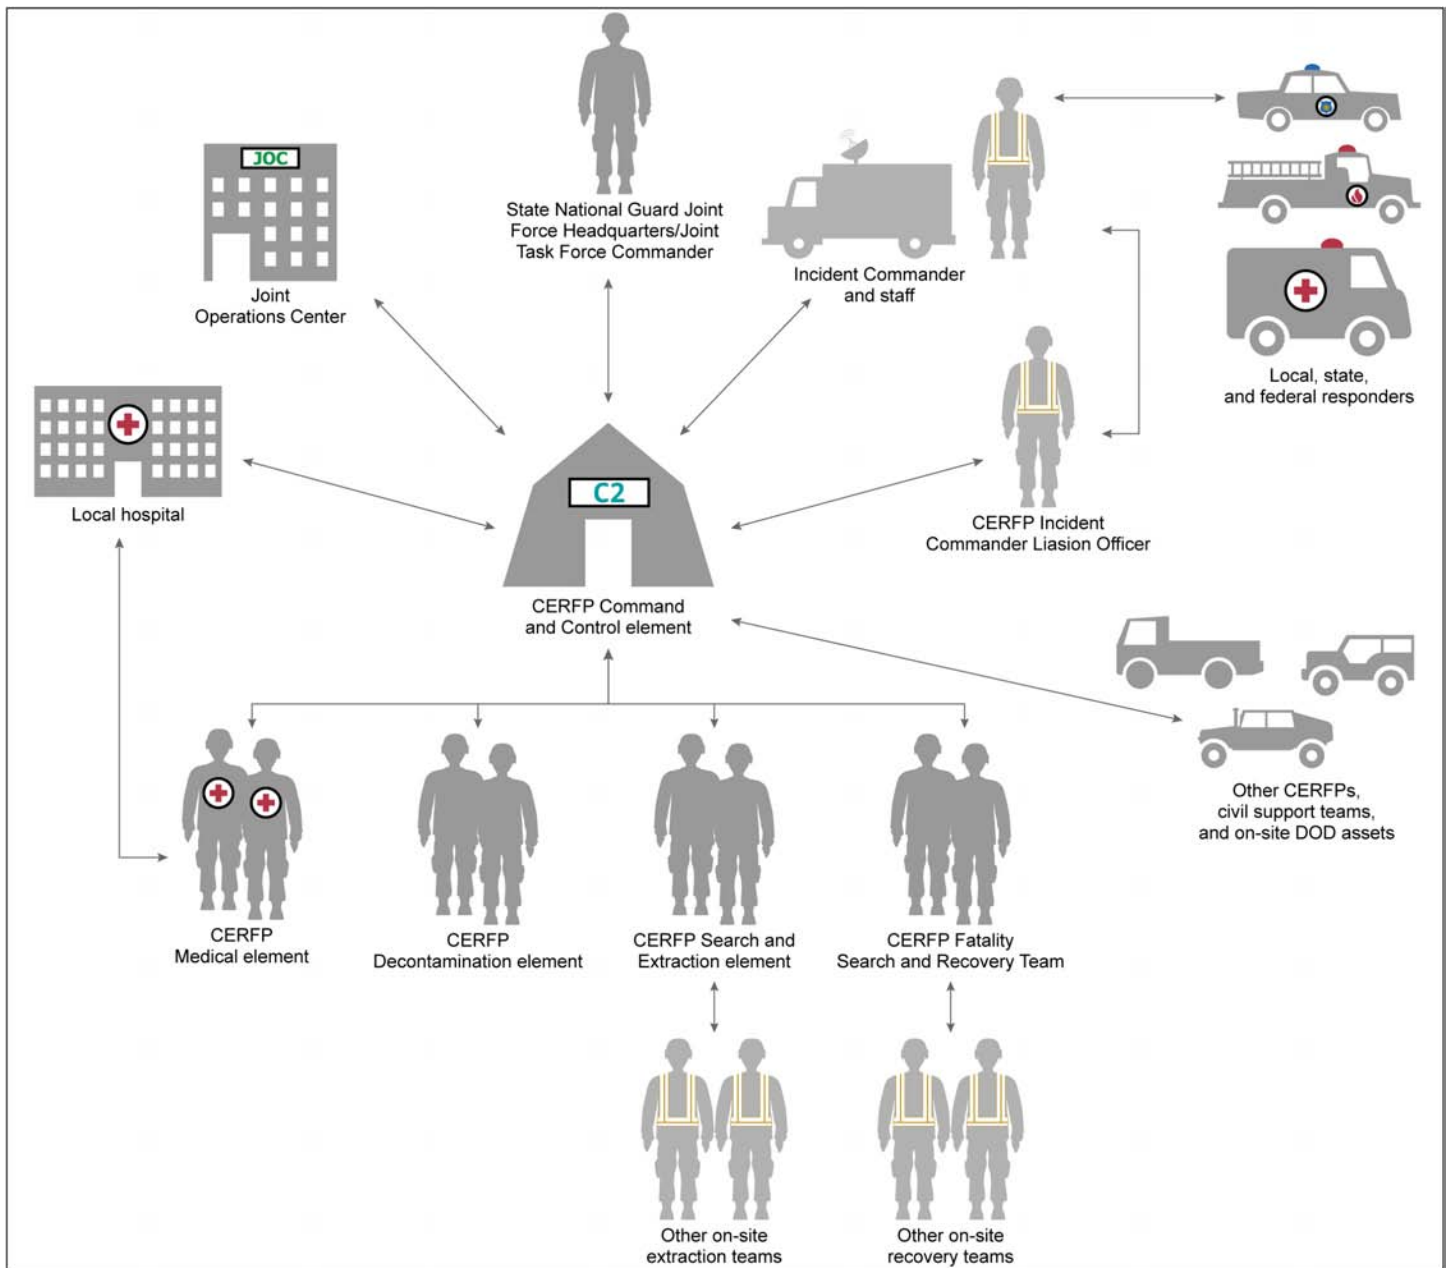 JOC
Joint
Operations Center
State National Guard Joint
Force Headquarters/Joint
Task Force Commander
Incident Commander
and staff
Local, state,
and federal responders
Local hospital
C2
CERFP Command
and Control element
CERFP Incident
Commander Liasion Officer
Other CERFPs,
civil support teams,
and on-site DOD assets
CERFP
Medical element
CERFP
Decontamination element
CERFP Search and
Extraction element
CERFP Fatality
Search and Recovery Team
Other on-site
extraction teams
Other on-site
recovery teams